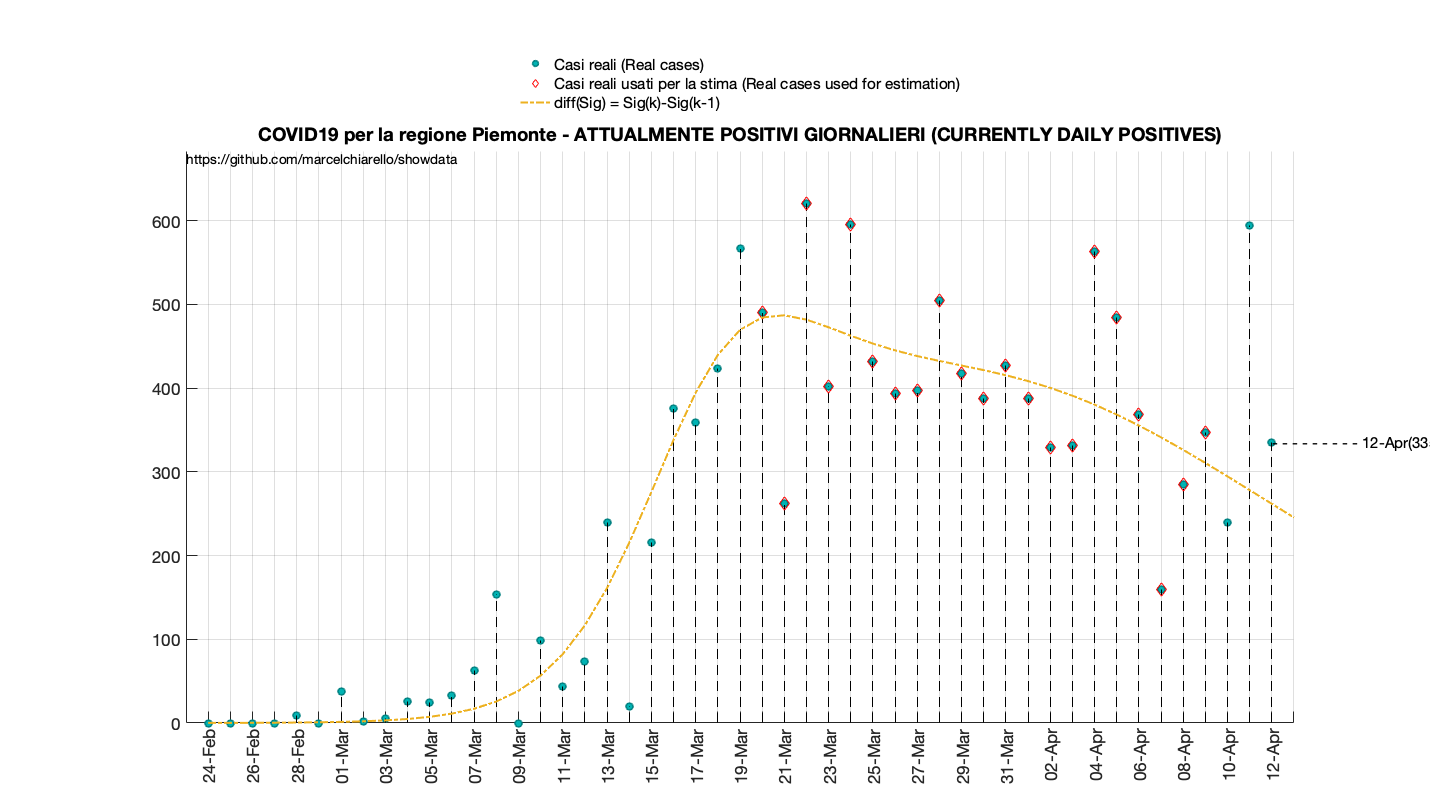 Casi reali (Real cases)
Casi reali usati per la stima (Real cases used for estimation)
diff(Sig) = Sig(k)-Sig(k-1)
COVID19 per la regione Piemonte - ATTUALMENTE POSITIVI GIORNALIERI (CURRENTLY DAILY POSITIVES)
https://github.com/marcelchiarello/showdata
600
500
400
300
200
100
0
12-Apr(33
24-Feb
26-Feb
28-Feb
01-Mar
03-Mar
05-Mar
07-Mar
09-Mar
11-Mar
13-Mar
15-Mar
17-Mar
19-Mar
21-Mar
23-Mar
25-Mar
27-Mar
29-Mar
31-Mar
02-Apr
04-Apr
06-Apr
08-Apr
10-Apr
12-Apr